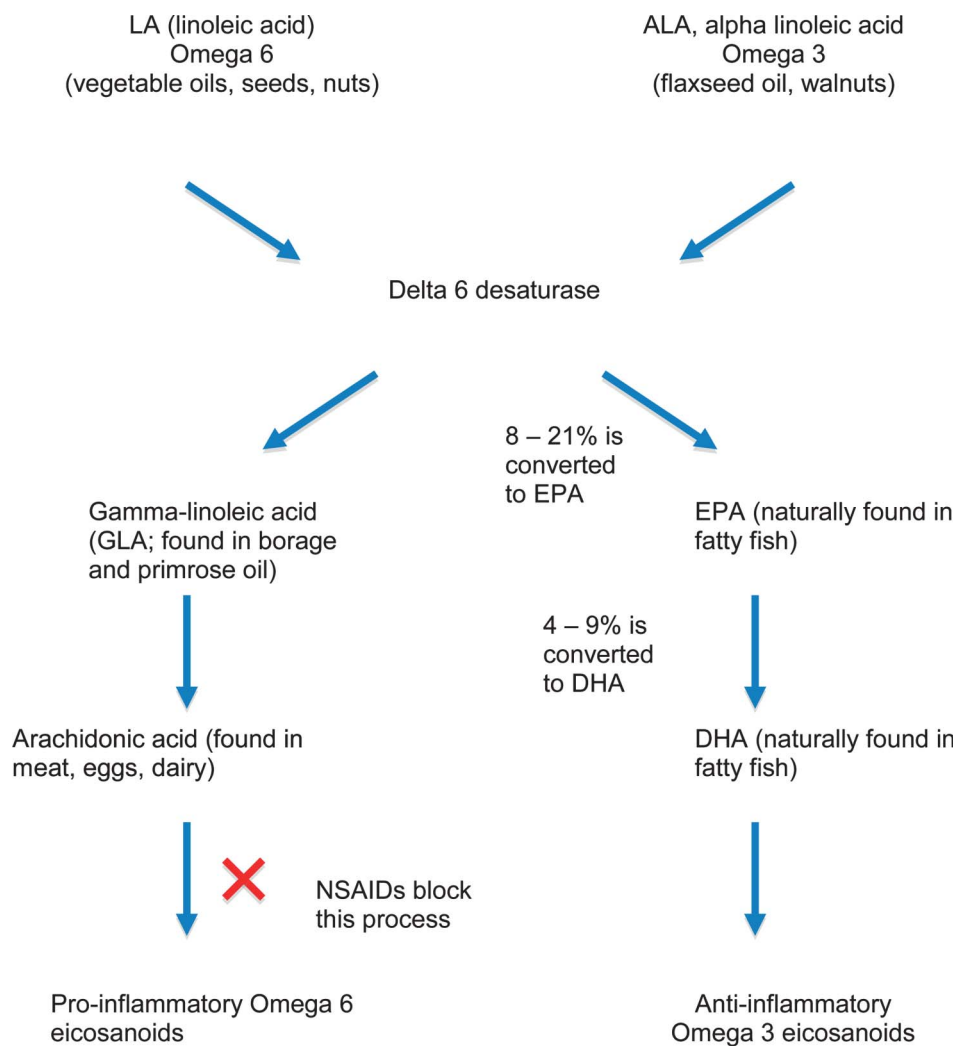 LA (linoleic acid)
Omega 6
(vegetable oils, seeds, nuts)
ALA, alpha linoleic acid
Omega 3
(flaxseed oil, walnuts)
Delta 6 desaturase
8 – 21% is
converted
to EPA
Gamma-linoleic acid
(GLA; found in borage
and primrose oil)
EPA (naturally found in
fatty fish)
4 – 9% is
converted
to DHA
Arachidonic acid (found in
meat, eggs, dairy)
DHA (naturally found in
fatty fish)
NSAIDs block
this process
Pro-inflammatory Omega 6
eicosanoids
Anti-inflammatory
Omega 3 eicosanoids